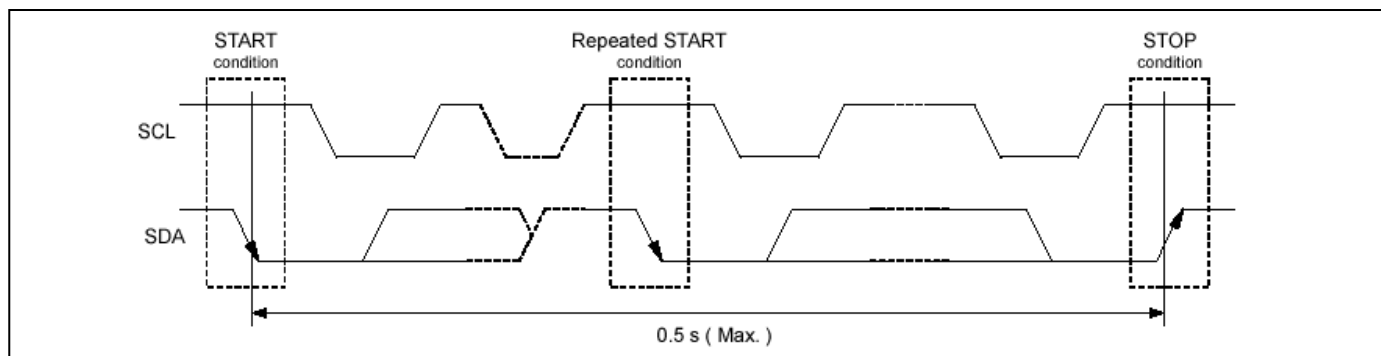 START
condition
Repeated START
condition
STOP
condition
SCL
SDA
0.5 s ( Max. )